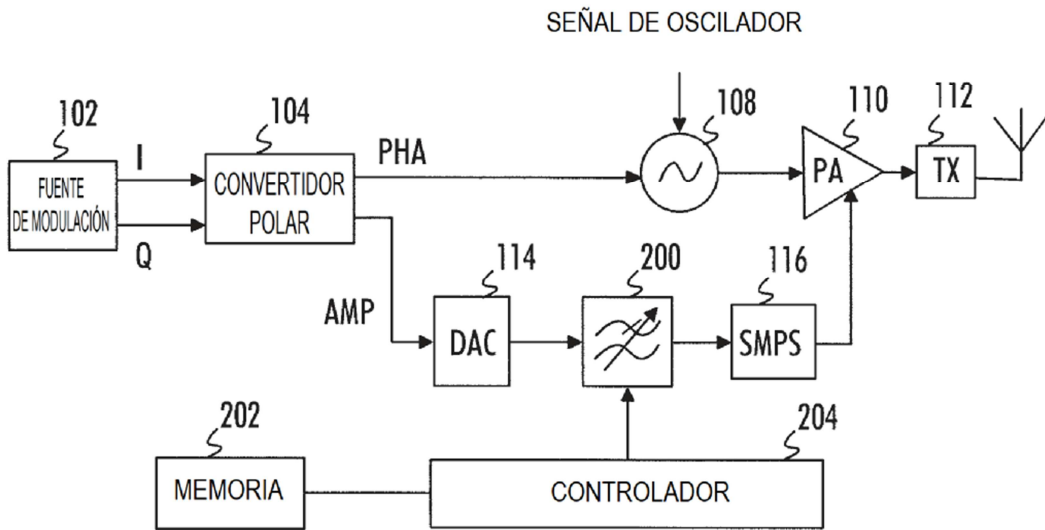 SEÑAL DE OSCILADOR
102
I
104
PHA
108
110
112
FUENTE
DE MODULACIÓN
CONVERTIDOR
POLAR
PA
TX
Q
AMP
114
200
116
DAC
SMPS
202
204
MEMORIA
CONTROLADOR